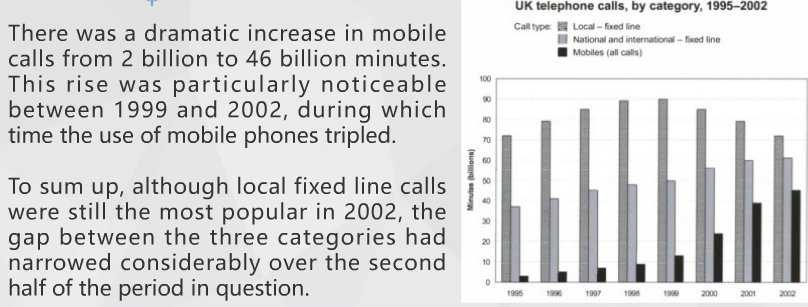 There was a dramatic increase in mobile
calls from 2 billion to 46 billion minutes.
This rise was particularly noticeable
between 1999 and 2002, during which
time the use of mobile phones tripled.
To sum up, although local fixed line calls
were still the most popular in 2002, the
gap between the three categories had
narrowed considerably over the second
half of the period in question.
UK telephone calls, by category, 1995–2002
Call type: Local – fixed line
National and international – fixed line
Mobiles (all calls)
Minutes (billions)
100
90
80
70
60
50
40
30
20
10
0
1995 1996 1997 1998 1999 2000 2001 2002